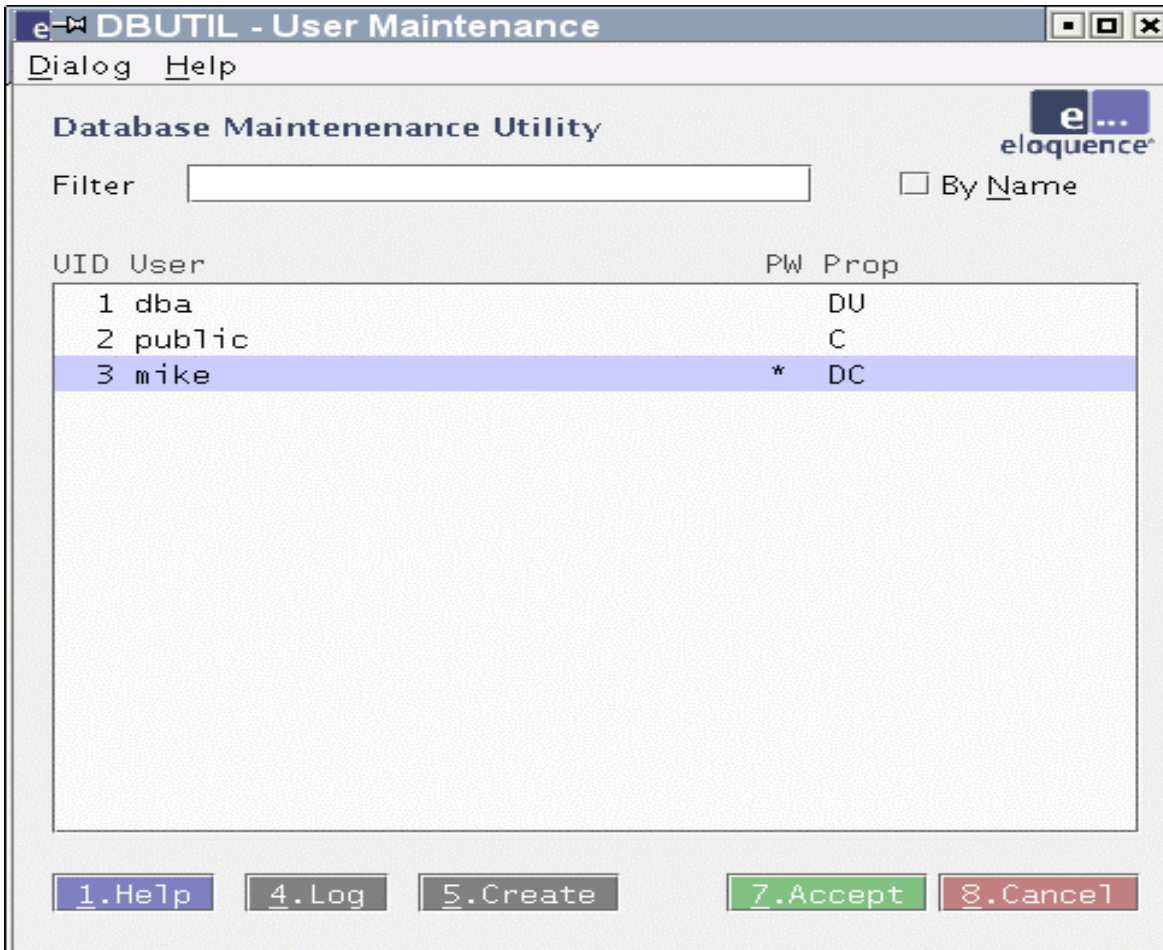 e DBUTIL - User Maintenance
Dialog Help
Database Maintenenance Utility
e...
eloquence
Filter By Name
UID User PW Prop
1 dba DU
2 public C
3 mike * DC
1.Help 4.Log 5.Create 7.Accept 8.Cancel